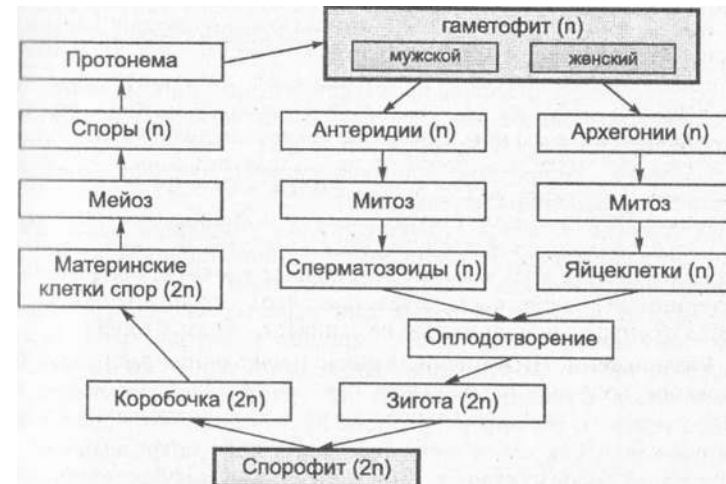 гаметофит (n)
мужской
женский
Протонема
Споры (n)
Антеридии (n)
Архегонии (n)
Мейоз
Митоз
Митоз
Материнские
клетки спор (2n)
Сперматозоиды (n)
Яйцеклетки (n)
Оплодотворение
Коробочка (2n)
Зигота (2n)
Спорофит (2n)